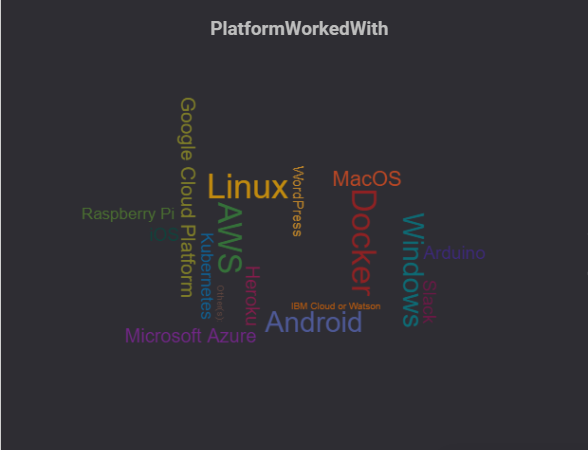 PlatformWorkedWith
Google Cloud Platform
Linux
WordPress
MacOS
Raspberry Pi
iOS
AWS
Docker
Windows
Kubernetes
Arduino
Heroku
Other(s)
Slack
IBM Cloud or Watson
Android
Microsoft Azure